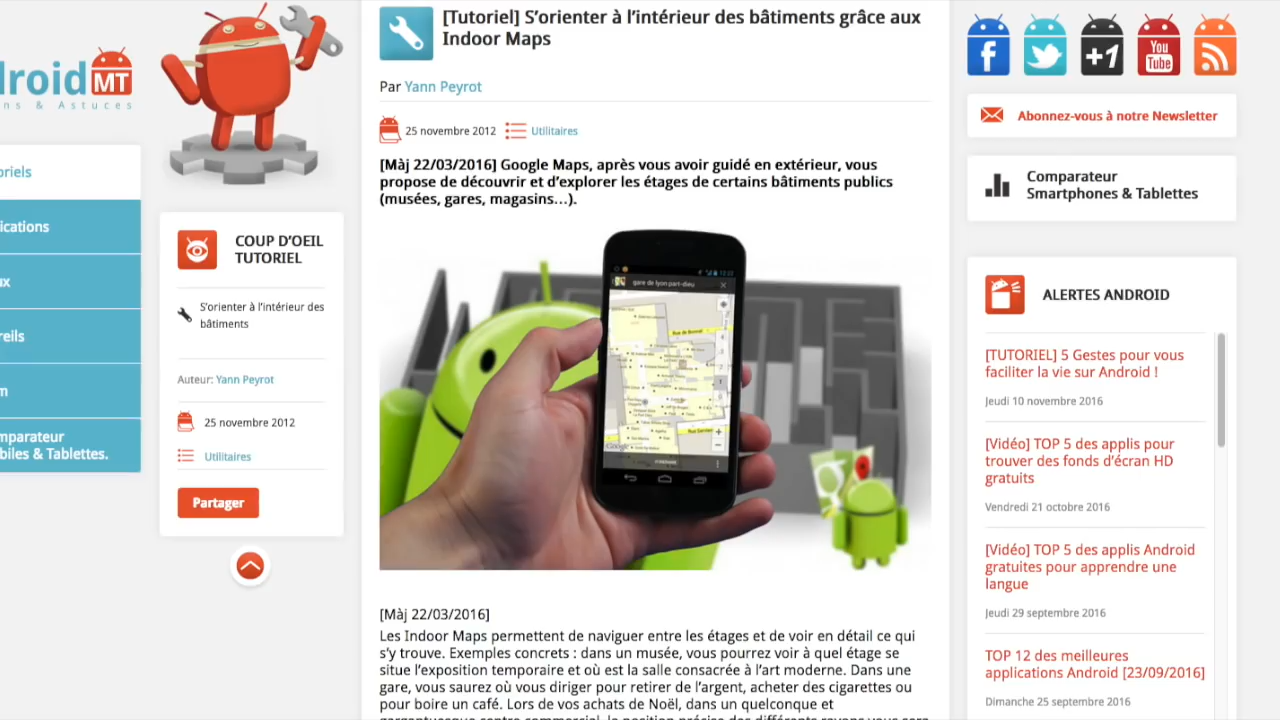 [Tutoriel] S'orienter à l'intérieur des bâtiments grâce aux
Indoor Maps
Par Yann Peyrot
25 novembre 2012
Utilitaires
[Màj 22/03/2016] Google Maps, après vous avoir guidé en extérieur, vous
propose de découvrir et d'explorer les étages de certains bâtiments publics
(musées, gares, magasins…).
gare de lyon part-dieu
Rue de Bonnel
[Màj 22/03/2016]
Les Indoor Maps permettent de naviguer entre les étages et de voir en détail ce qui
s'y trouve. Exemples concrets : dans un musée, vous pourrez voir à quel étage se
situe l'exposition temporaire et où est la salle consacrée à l'art moderne. Dans une
gare, vous saurez où vous diriger pour retirer de l'argent, acheter des cigarettes ou
pour boire un café. Lors de vos achats de Noël, dans un quelconque et
droid MT
ns & Astuces
oriels
ications
ux
reils
m
mparateur
biles & Tablettes.
COUP D'OEIL
TUTORIEL
S'orienter à l'intérieur des
bâtiments
Auteur: Yann Peyrot
25 novembre 2012
Utilitaires
Partager
f
+1
You
Tube
Abonnez-vous à notre Newsletter
Comparateur
Smartphones & Tablettes
ALERTES ANDROID
[TUTORIEL] 5 Gestes pour vous
faciliter la vie sur Android !
Jeudi 10 novembre 2016
[Vidéo] TOP 5 des applis pour
trouver des fonds d'écran HD
gratuits
Vendredi 21 octobre 2016
[Vidéo] TOP 5 des applis Android
gratuites pour apprendre une
langue
Jeudi 29 septembre 2016
TOP 12 des meilleures
applications Android [23/09/2016]
Dimanche 25 septembre 2016